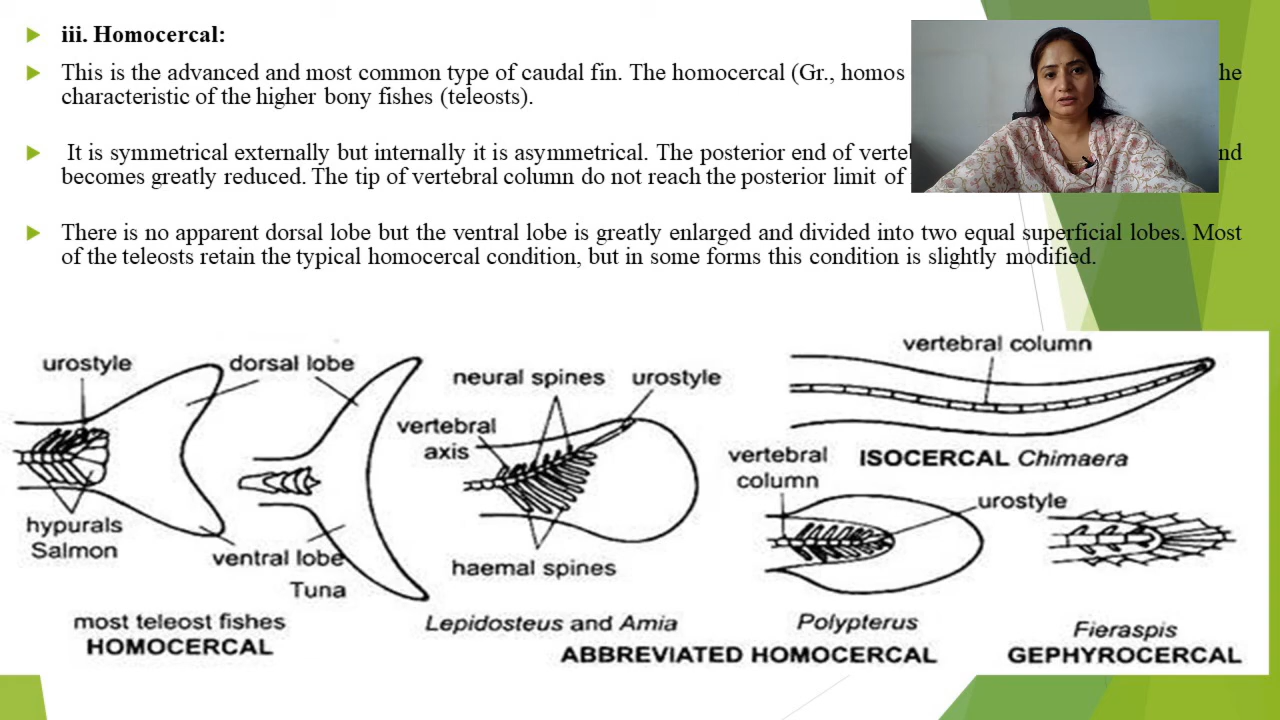 iii. Homocercal:
This is the advanced and most common type of caudal fin. The homocercal (Gr., homos
characteristic of the higher bony fishes (teleosts).
It is symmetrical externally but internally it is asymmetrical. The posterior end of
becomes greatly reduced. The tip of vertebral column do not reach the posterior limit of
There is no apparent dorsal lobe but the ventral lobe is greatly enlarged and divided into two equal superficial lobes. Most
of the teleosts retain the typical homocercal condition, but in some forms this condition is slightly modified.
urostyle
dorsal lobe
hypurals
Salmon
ventral lobe
Tuna
most teleost fishes
HOMOCERCAL
neural spines
urostyle
vertebral
axis
haemal spines
Lepidosteus and Amia
vertebral column
ISOCERCAL Chimaera
vertebral
column
urostyle
Polypterus
ABBREVIATED HOMOCERCAL
Fieraspis
GEPHYROCERCAL